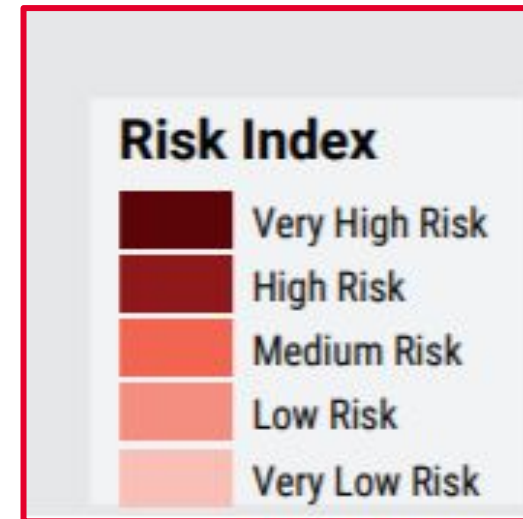 Risk Index
Very High Risk
High Risk
Medium Risk
Low Risk
Very Low Risk